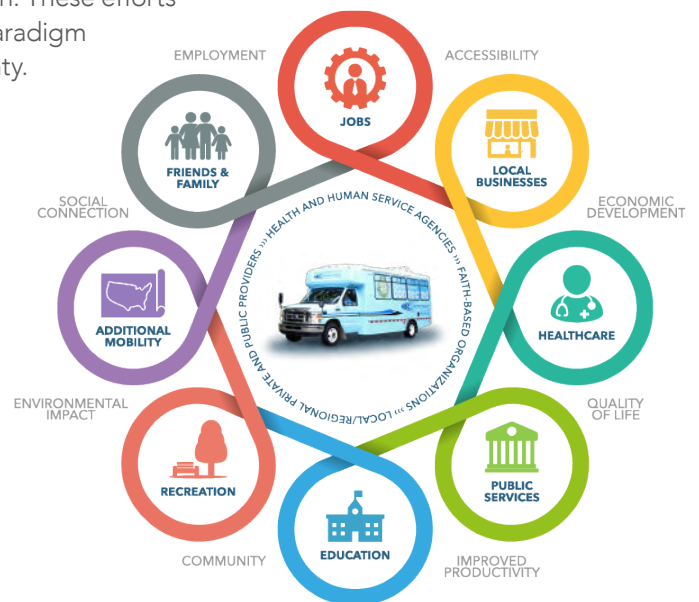 These efforts
aradigm
nty.
EMPLOYMENT
ACCESSIBILITY
JOBS
FRIENDS &
FAMILY
LOCAL
BUSINESSES
SOCIAL
CONNECTION
ECONOMIC
DEVELOPMENT
HEALTH AND HUMAN SERVICE AGENCIES ››› FAITH-BASED ORGANIZATIONS ››› LOCAL/REGIONAL PRIVATE AND PUBLIC PROVIDERS ›››
ADDITIONAL
MOBILITY
HEALTHCARE
ENVIRONMENTAL
IMPACT
QUALITY
OF LIFE
RECREATION
PUBLIC
SERVICES
EDUCATION
COMMUNITY
IMPROVED
PRODUCTIVITY